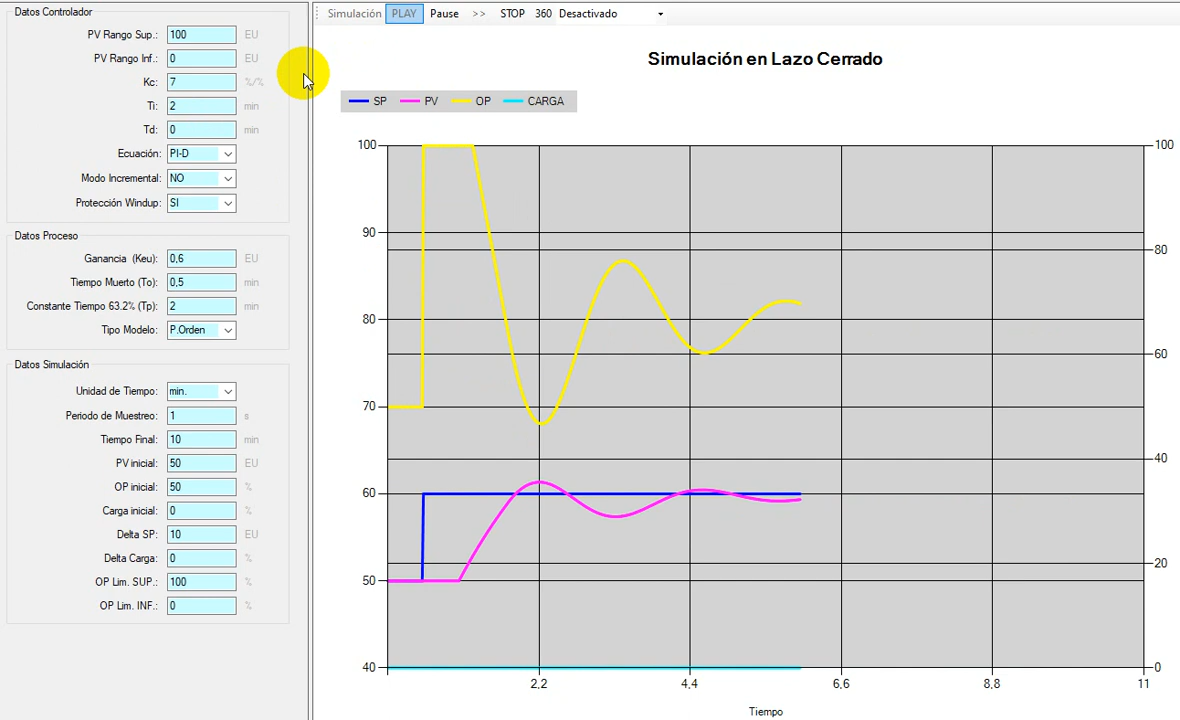 Datos Controlador
PV Rango Sup.: 100 EU
PV Rango Inf.: 0 EU
Kc: 7 %/%
Ti: 2 min
Td: 0 min
Ecuación: PI-D
Modo Incremental: NO
Protección Windup: SI
Datos Proceso
Ganancia (Keu): 0,6 EU
Tiempo Muerto (To): 0,5 min
Constante Tiempo 63.2% (Tp): 2 min
Tipo Modelo: P.Orden
Datos Simulación
Unidad de Tiempo: min.
Periodo de Muestreo: 1 s
Tiempo Final: 10 min
PV inicial: 50 EU
OP inicial: 50 %
Carga inicial: 0 %
Delta SP: 10 EU
Delta Carga: 0 %
OP Lim. SUP.: 100 %
OP Lim. INF.: 0 %
Simulación PLAY Pause >> STOP 360 Desactivado
Simulación en Lazo Cerrado
SP PV OP CARGA
100 100
90
80
80
70
60
60
40
50
20
40 0
2,2 4,4 6,6 8,8 11
Tiempo